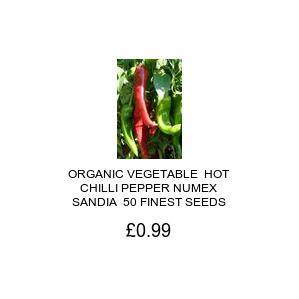 ORGANIC VEGETABLE  HOT
CHILLI PEPPER NUMEX
SANDIA  50 FINEST SEEDS
£0.99